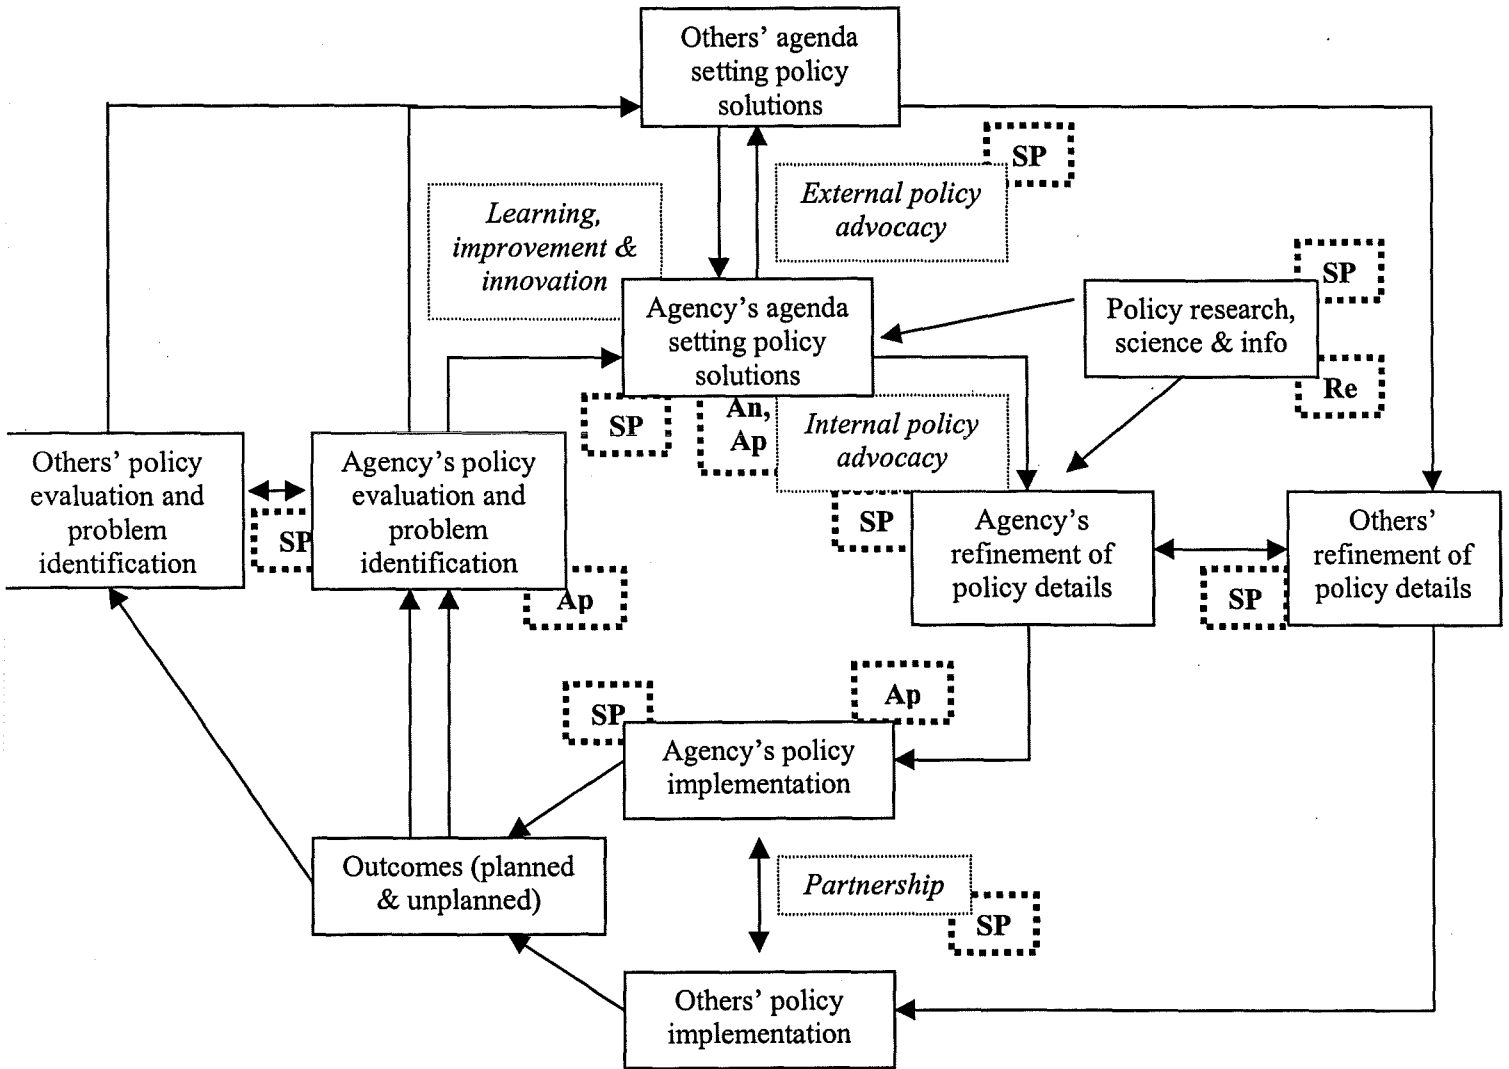 Others’ agenda
setting policy
solutions
SP
External policy
advocacy
Learning,
improvement &
innovation
SP
Policy research,
science & info
Re
Agency’s agenda
setting policy
solutions
SP
An,
Ap
Internal policy
advocacy
Others’ policy
evaluation and
problem
identification
SP
Agency’s policy
evaluation and
problem
identification
Ap
SP
Agency’s
refinement of
policy details
SP
Others’
refinement of
policy details
SP
Ap
Agency’s policy
implementation
Outcomes (planned
& unplanned)
Partnership
SP
Others’ policy
implementation